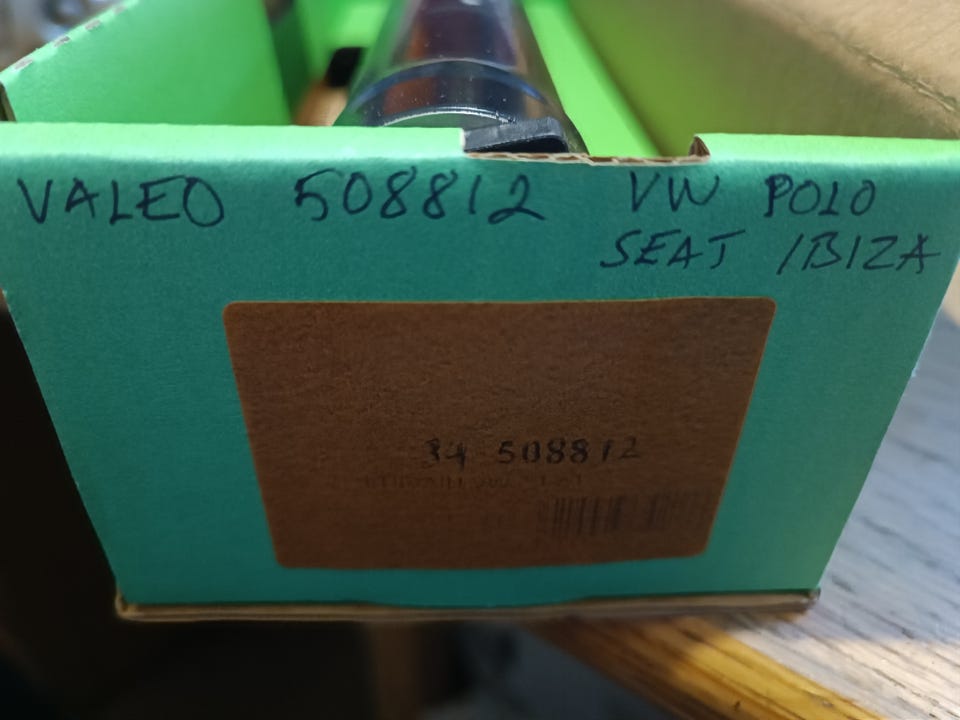 VALEO 508812 VW POLO
SEAT IBIZA
34 508812